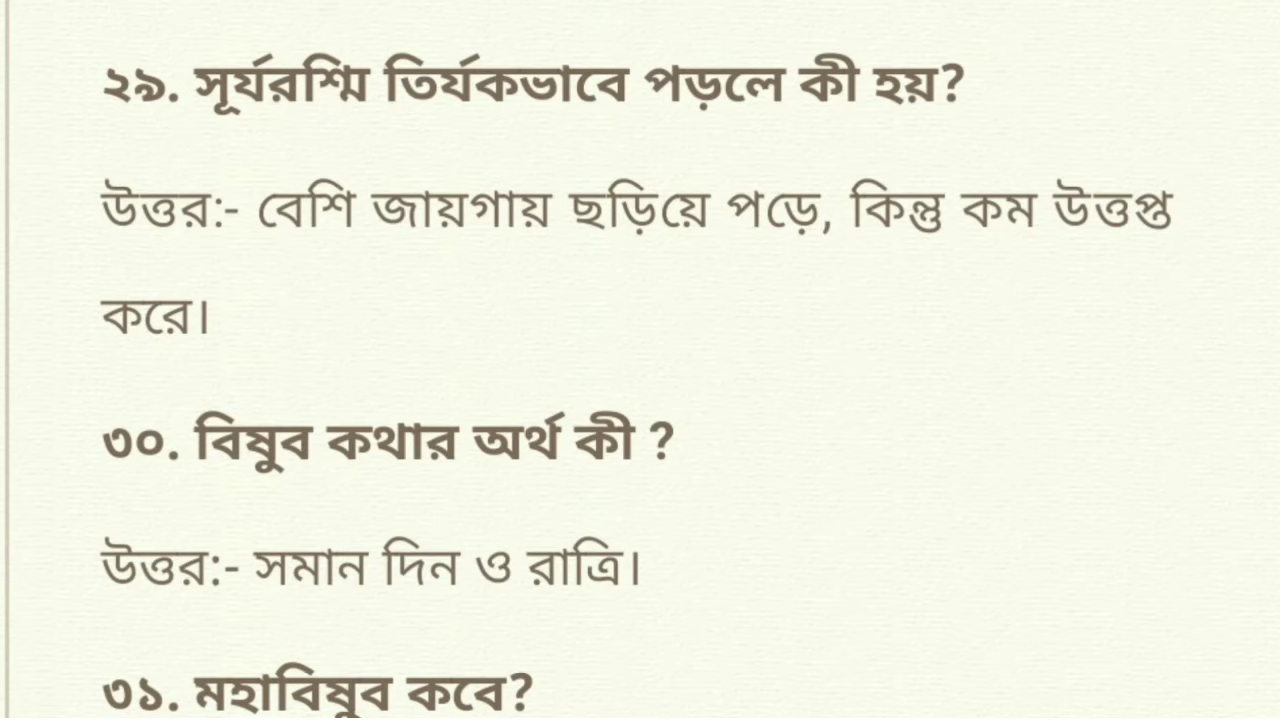 ২৯. সূর্যরশ্মি তির্যকভাবে পড়লে কী হয়?
উত্তর:- বেশি জায়গায় ছড়িয়ে পড়ে, কিন্তু কম উত্তপ্ত
করে।
৩০. বিষুব কথার অর্থ কী ?
উত্তর:- সমান দিন ও রাত্রি।
৩১. মহাবিষুব কবে?